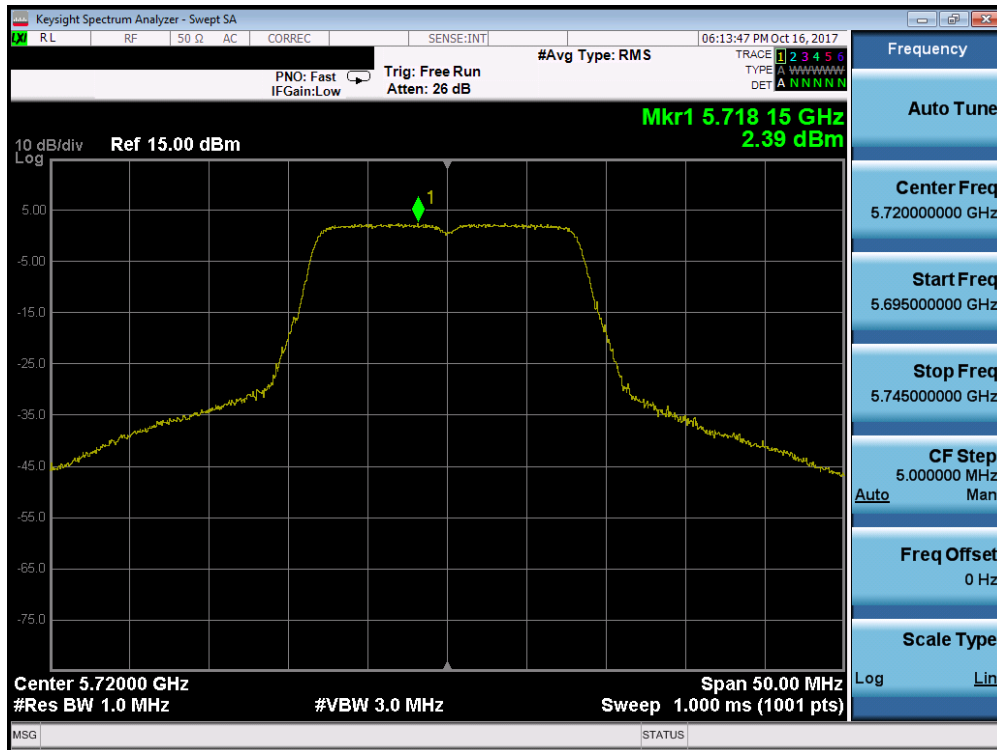 Keysight Spectrum Analyzer - Swept SA
LXI RL RF 50 Ω AC CORREC SENSE:INT 06:13:47 PM Oct 16, 2017
Frequency
#Avg Type: RMS TRACE 1 2 3 4 5 6
PNO: Fast Trig: Free Run TYPE A WWWWW
IFGain:Low Atten: 26 dB DET A N N N N N
Auto Tune
Mkr1 5.718 15 GHz
10 dB/div Ref 15.00 dBm 2.39 dBm
Log
Center Freq
5.720000000 GHz
1
5.00
-5.00
Start Freq
5.695000000 GHz
-15.0
-25.0
Stop Freq
5.745000000 GHz
-35.0
-45.0
CF Step
5.000000 MHz
Auto Man
-55.0
Freq Offset
0 Hz
-65.0
-75.0
Scale Type
Log Lin
Center 5.72000 GHz Span 50.00 MHz
#Res BW 1.0 MHz #VBW 3.0 MHz Sweep 1.000 ms (1001 pts)
MSG STATUS